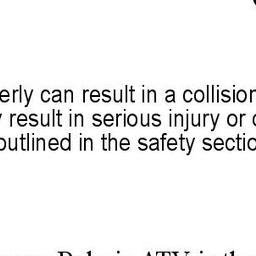 erly can result in a collision
result in serious injury or
outlined in the safety sectio